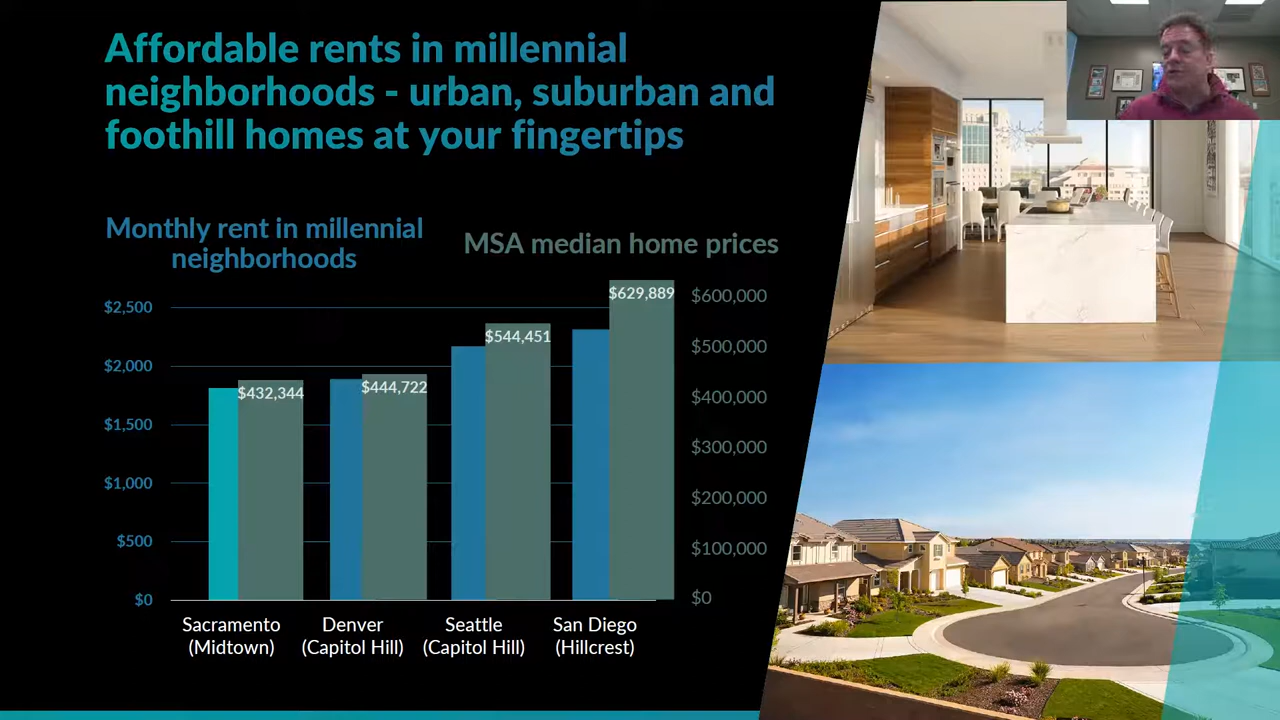 Affordable rents in millennial
neighborhoods - urban, suburban and
foothill homes at your fingertips
Monthly rent in millennial
neighborhoods
MSA median home prices
$2,500
$2,000
$1,500
$1,000
$500
$0
$432,344
$444,722
$544,451
$629,889
$600,000
$500,000
$400,000
$300,000
$200,000
$100,000
$0
Sacramento
(Midtown)
Denver
(Capitol Hill)
Seattle
(Capitol Hill)
San Diego
(Hillcrest)